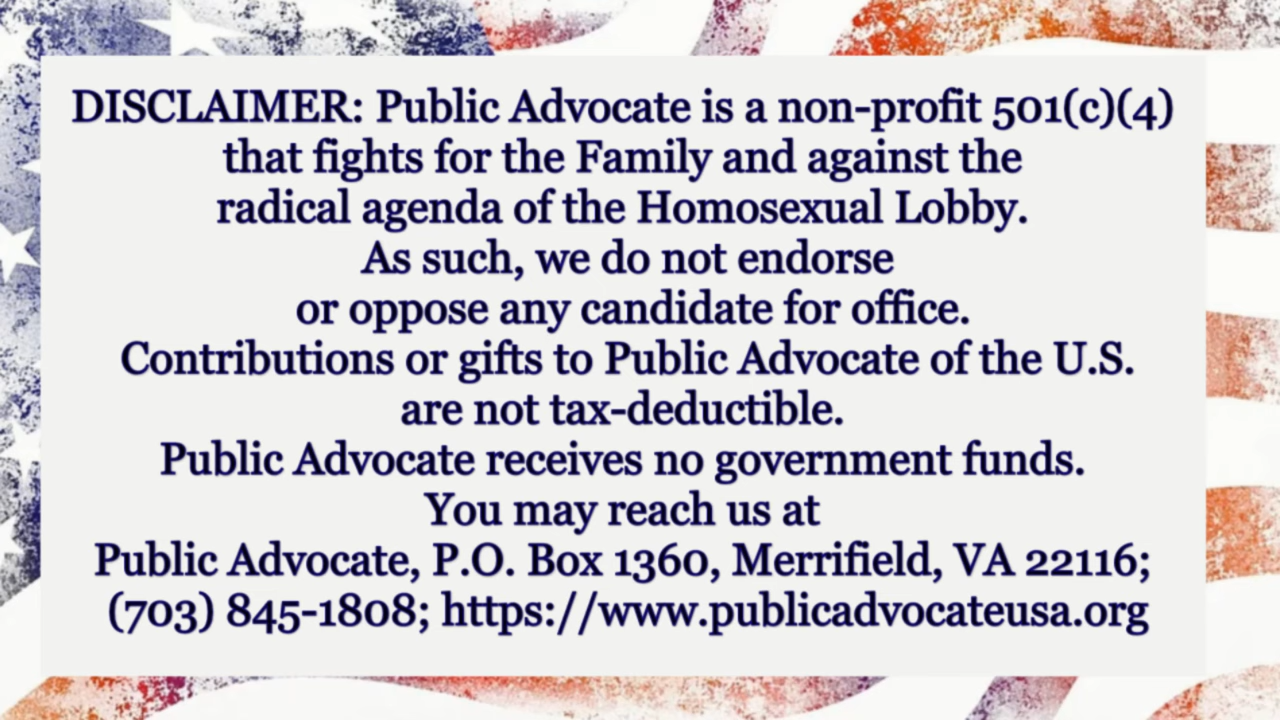 DISCLAIMER: Public Advocate is a non-profit 501(c)(4)
that fights for the Family and against the
radical agenda of the Homosexual Lobby.
As such, we do not endorse
or oppose any candidate for office.
Contributions or gifts to Public Advocate of the U.S.
are not tax-deductible.
Public Advocate receives no government funds.
You may reach us at
Public Advocate, P.O. Box 1360, Merrifield, VA 22116;
(703) 845-1808; https://www.publicadvocateusa.org